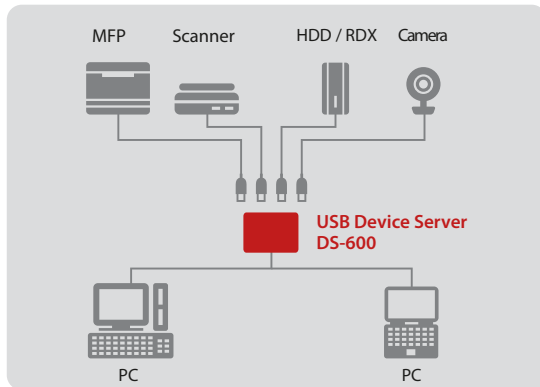 MFP
Scanner
HDD / RDX
Camera
USB Device Server
DS-600
PC
PC